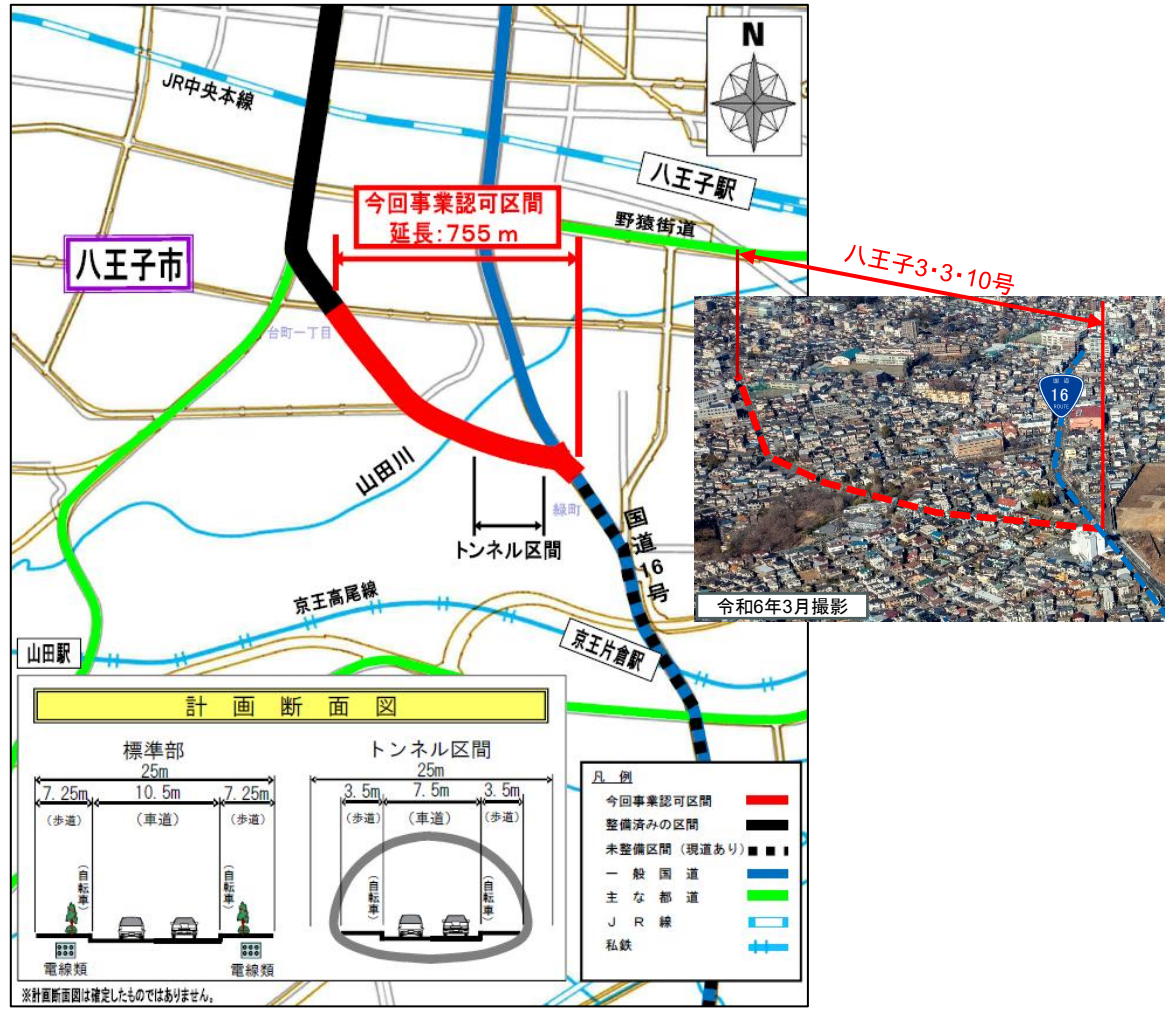 N
JR中央本線
八王子駅
今回事業認可区間
延長:755 m
野猿街道
八王子市
八王子3・3・10号
台町一丁目
国道
16
ROUTE
山田川
緑町
トンネル区間
国道16号
令和6年3月撮影
京王高尾線
山田駅
京王片倉駅
計画断面図
標準部
25m
7.25m
10.5m
7.25m
(歩道)
(車道)
(歩道)
(自転車)
(自転車)
電線類
電線類
トンネル区間
25m
3.5m
7.5m
3.5m
(歩道)
(車道)
(歩道)
(自転車)
(自転車)
※計画断面図は確定したものではありません。
凡 例
今回事業認可区間
整備済みの区間
未整備区間(現道あり)
一般国道
主な都道
JR線
私鉄